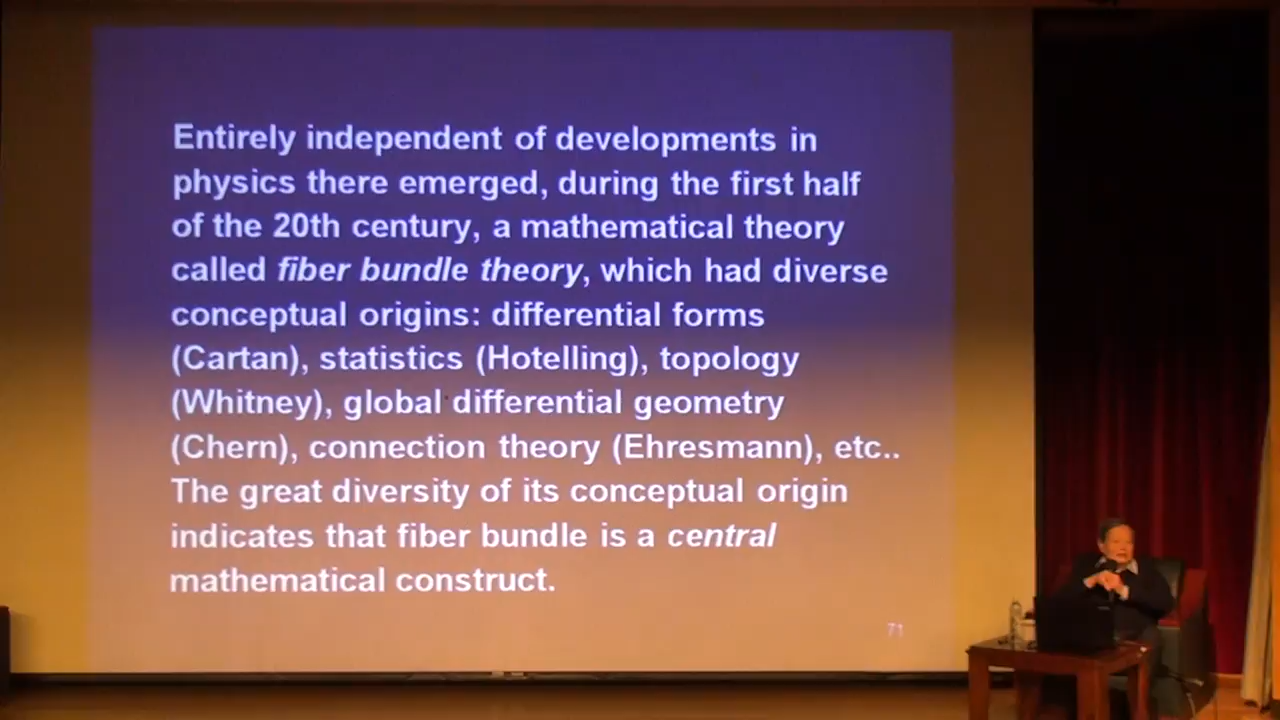 Entirely independent of developments in
physics there emerged, during the first half
of the 20th century, a mathematical theory
called fiber bundle theory, which had diverse
conceptual origins: differential forms
(Cartan), statistics (Hotelling), topology
(Whitney), global differential geometry
(Chern), connection theory (Ehresmann), etc..
The great diversity of its conceptual origin
indicates that fiber bundle is a central
mathematical construct.
71